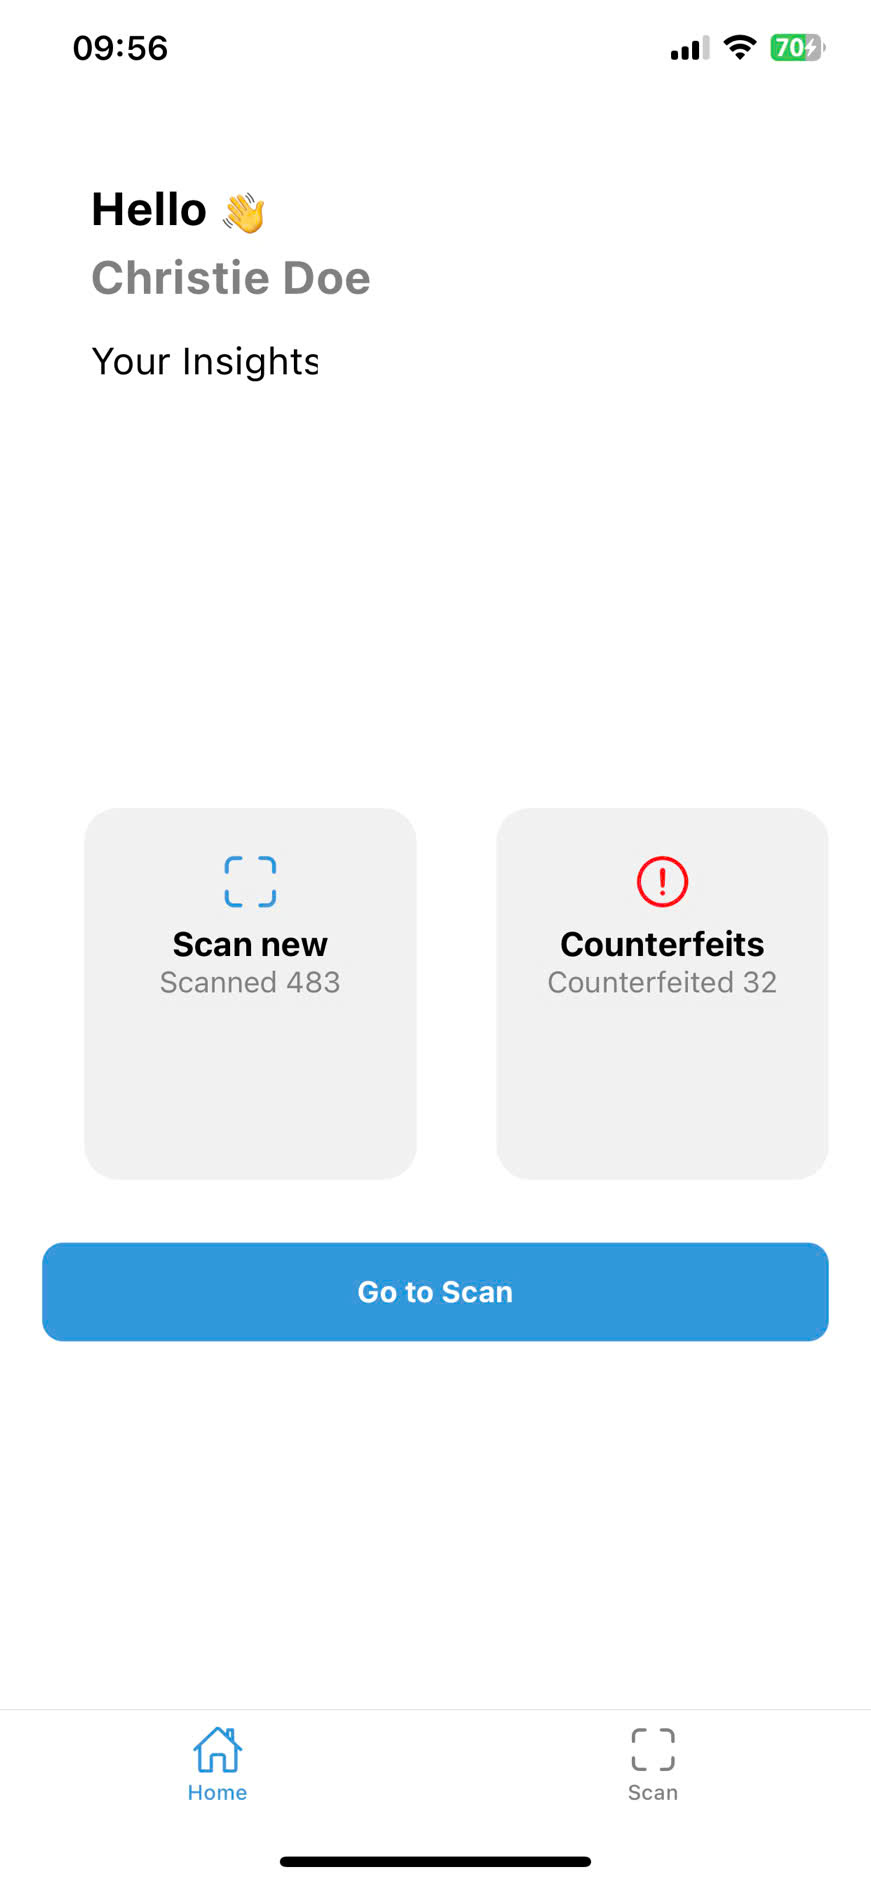 09:56
70
Hello 👋
Christie Doe
Your Insights
Scan new
Scanned 483
Counterfeits
Counterfeited 32
Go to Scan
Home
Scan